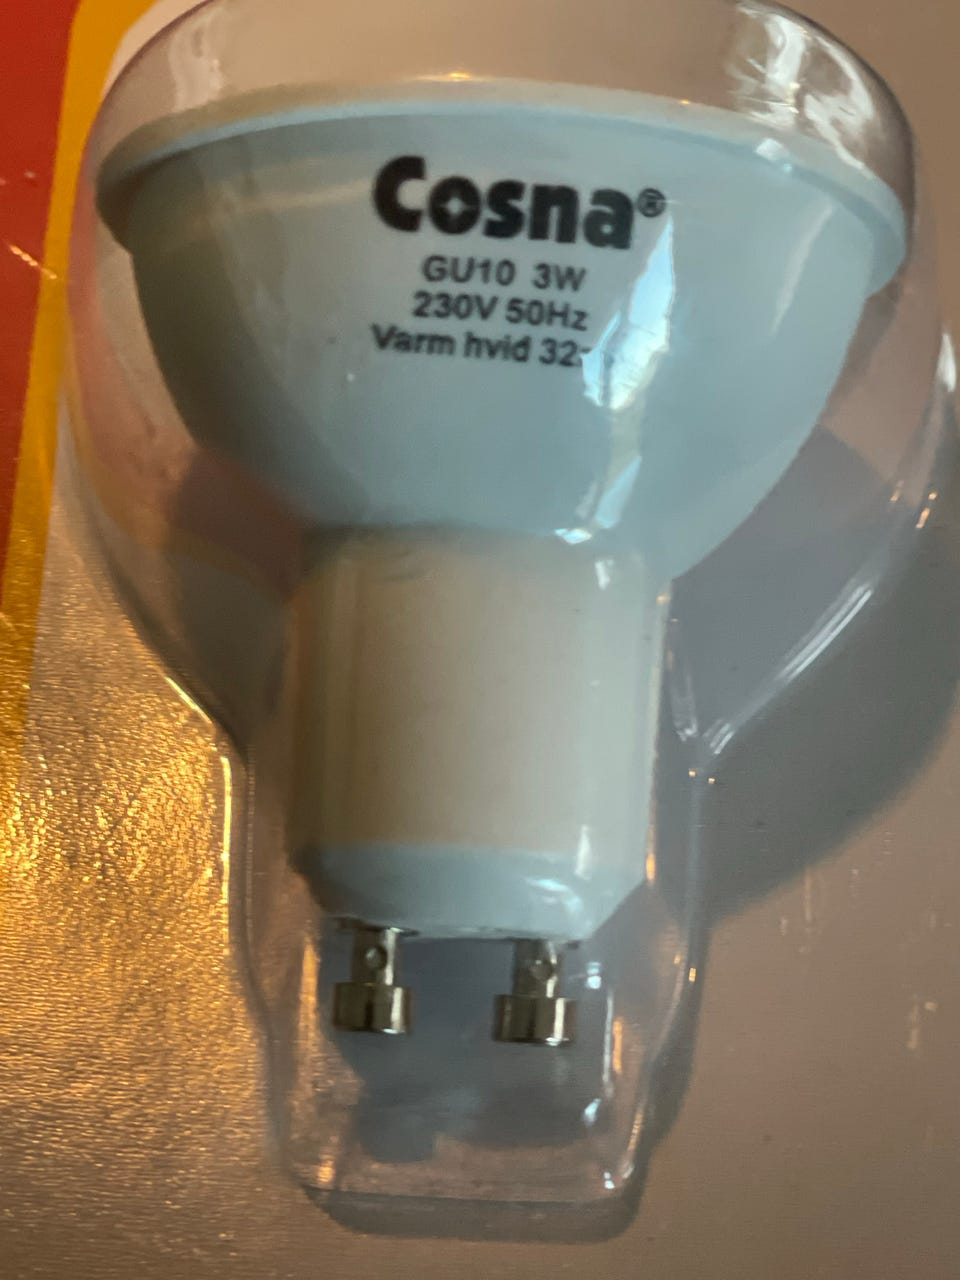 Cosna®
GU10 3W
230V 50Hz
Varm hvid